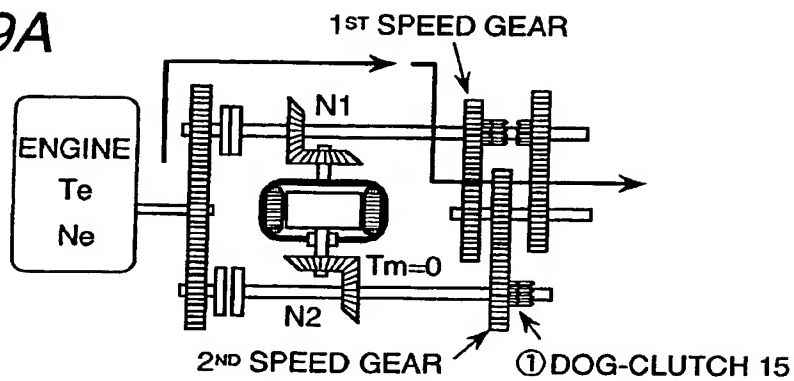 9A
1ST SPEED GEAR
N1
ENGINE
Te
Ne
Tm=0
N2
2ND SPEED GEAR
①DOG-CLUTCH 15